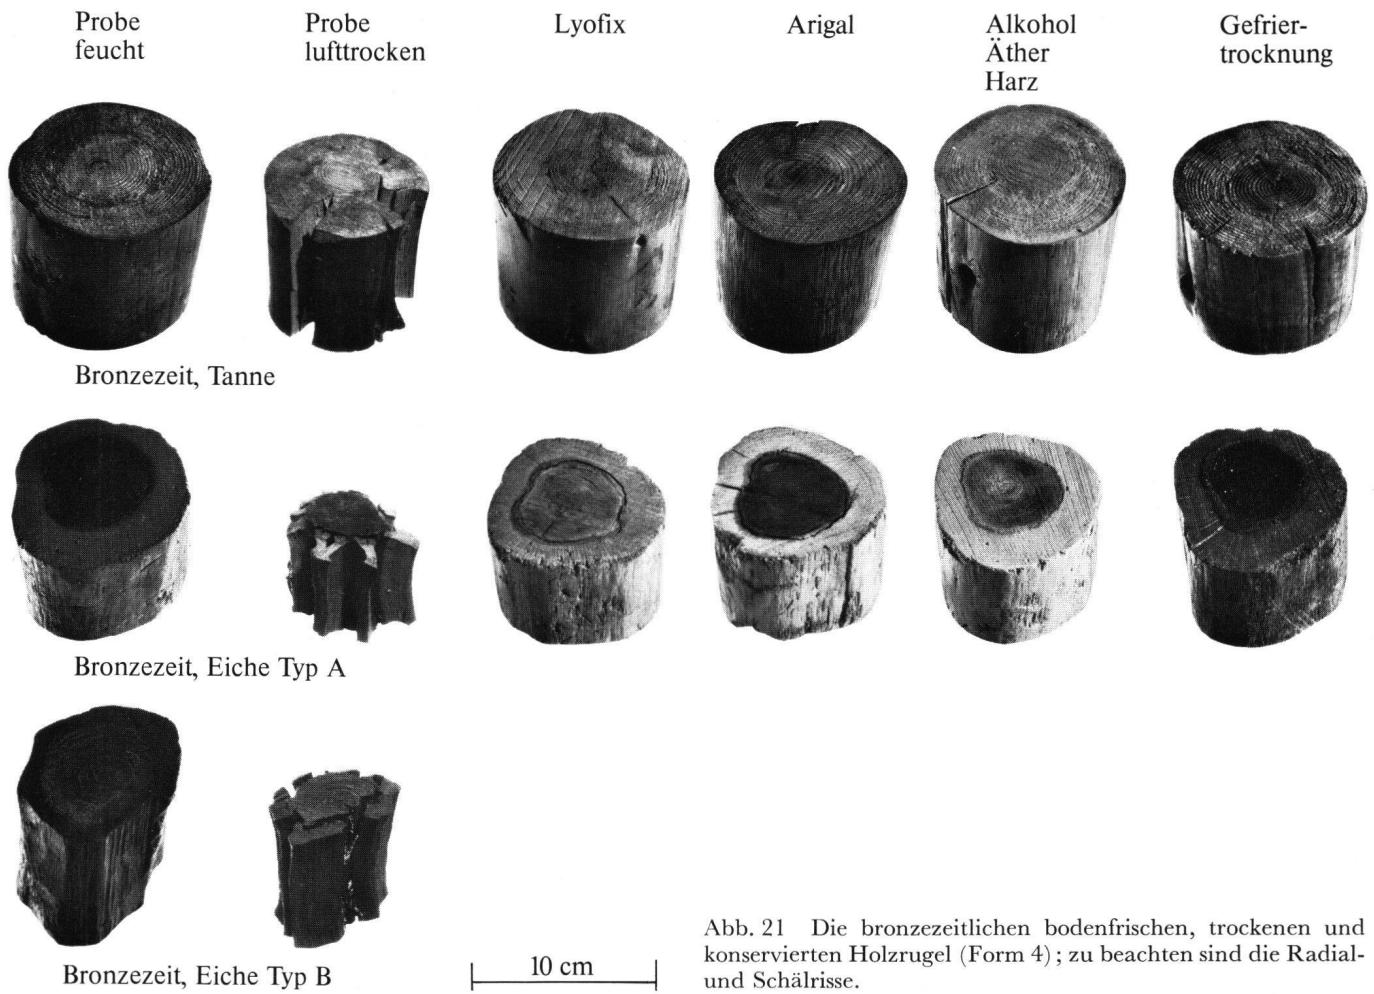 Probe
feucht
Probe
lufttrocken
Lyofix
Arigal
Alkohol
Äther
Harz
Gefrier-
trocknung
Bronzezeit, Tanne
Bronzezeit, Eiche Typ A
Bronzezeit, Eiche Typ B
10 cm
Abb. 21 Die bronzezeitlichen bodenfrischen, trockenen und
konservierten Holzrugel (Form 4); zu beachten sind die Radial-
und Schälrisse.